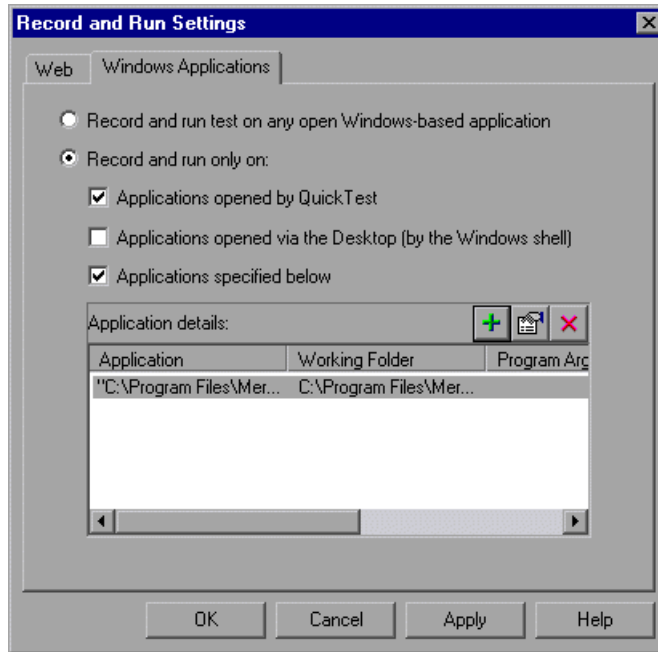 Record and Run Settings
Web
Windows Applications
Record and run test on any open Windows-based application
Record and run only on:
Applications opened by QuickTest
Applications opened via the Desktop (by the Windows shell)
Applications specified below
Application details:
Application Working Folder Program Arg
"C:\Program Files\Mer... C:\Program Files\Mer...
OK Cancel Apply Help